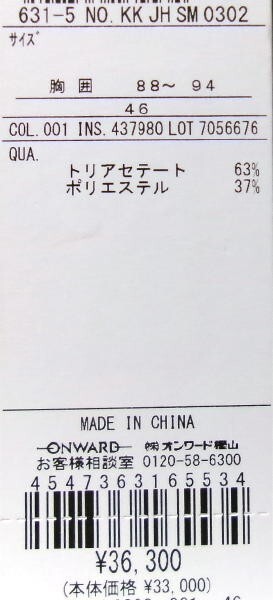 631-5 NO. KK JH SM 0302
サイズ
胸囲 88〜 94
46
COL. 001 INS. 437980 LOT 7056676
QUA.
トリアセテート 63%
ポリエステル 37%
MADE IN CHINA
ONWARD ㈱オンワード樫山
お客様相談室 0120-58-6300
4547363165534
¥36,300
(本体価格 ¥33,000)